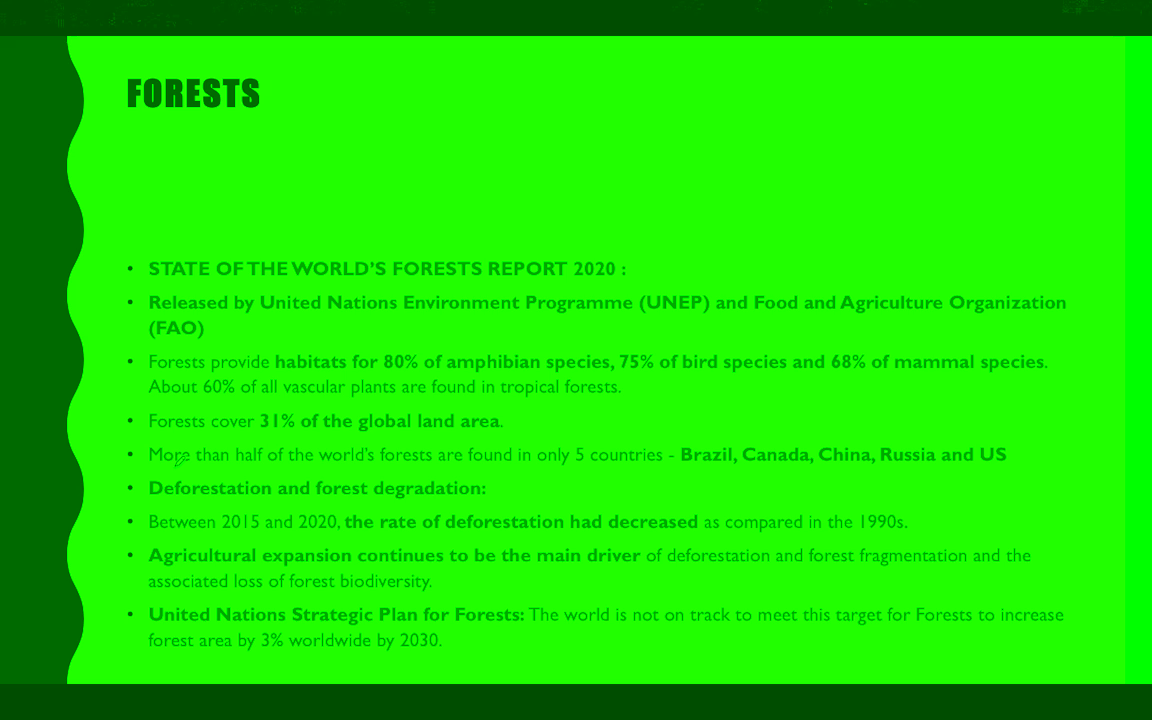 FORESTS
• STATE OF THE WORLD'S FORESTS REPORT 2020 :
• Released by United Nations Environment Programme (UNEP) and Food and Agriculture Organization
(FAO)
• Forests provide habitats for 80% of amphibian species, 75% of bird species and 68% of mammal species.
About 60% of all vascular plants are found in tropical forests.
• Forests cover 31% of the global land area.
• More than half of the world's forests are found in only 5 countries - Brazil, Canada, China, Russia and US
• Deforestation and forest degradation:
• Between 2015 and 2020, the rate of deforestation had decreased as compared in the 1990s.
• Agricultural expansion continues to be the main driver of deforestation and forest fragmentation and the
associated loss of forest biodiversity.
• United Nations Strategic Plan for Forests: The world is not on track to meet this target for Forests to increase
forest area by 3% worldwide by 2030.